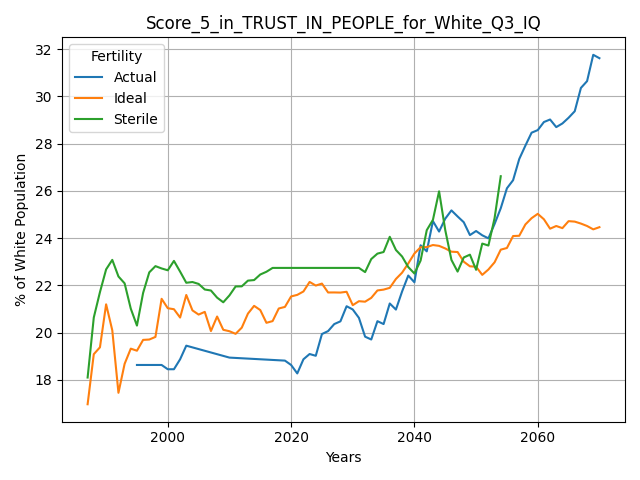 Score_5_in_TRUST_IN_PEOPLE_for_White_Q3_IQ
Fertility
Actual
Ideal
Sterile
% of White Population
32
30
28
26
24
22
20
18
2000
2020
2040
2060
Years